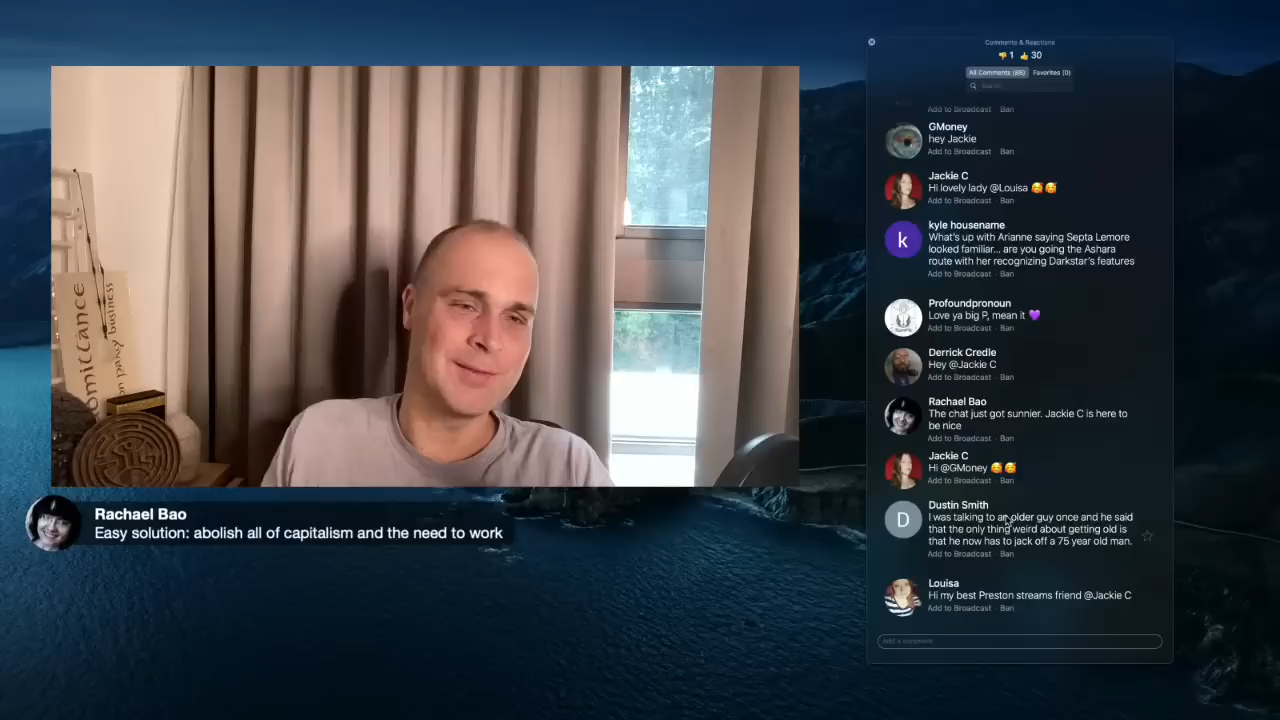 Comments & Reactions
👎 1 👍 30
All Comments (85) Favorites (0)
Search
Add to Broadcast Ban
GMoney
hey Jackie
Add to Broadcast Ban
Jackie C
Hi lovely lady @Louisa 🥰🥰
Add to Broadcast Ban
k
kyle housename
What's up with Arianne saying Septa Lemore
looked familiar... are you going the Ashara
route with her recognizing Darkstar's features
Add to Broadcast Ban
Profoundpronoun
Love ya big P, mean it 💜
Add to Broadcast Ban
Derrick Credle
Hey @Jackie C
Add to Broadcast Ban
Rachael Bao
The chat just got sunnier. Jackie C is here to
be nice
Add to Broadcast Ban
Jackie C
Hi @GMoney 🥰🥰
Add to Broadcast Ban
D
Dustin Smith
I was talking to an older guy once and he said
that the only thing weird about getting old is
that he now has to jack off a 75 year old man.
Add to Broadcast Ban
Louisa
Hi my best Preston streams friend @Jackie C
Add to Broadcast Ban
Add a comment
Rachael Bao
Easy solution: abolish all of capitalism and the need to work
omittance
on party business